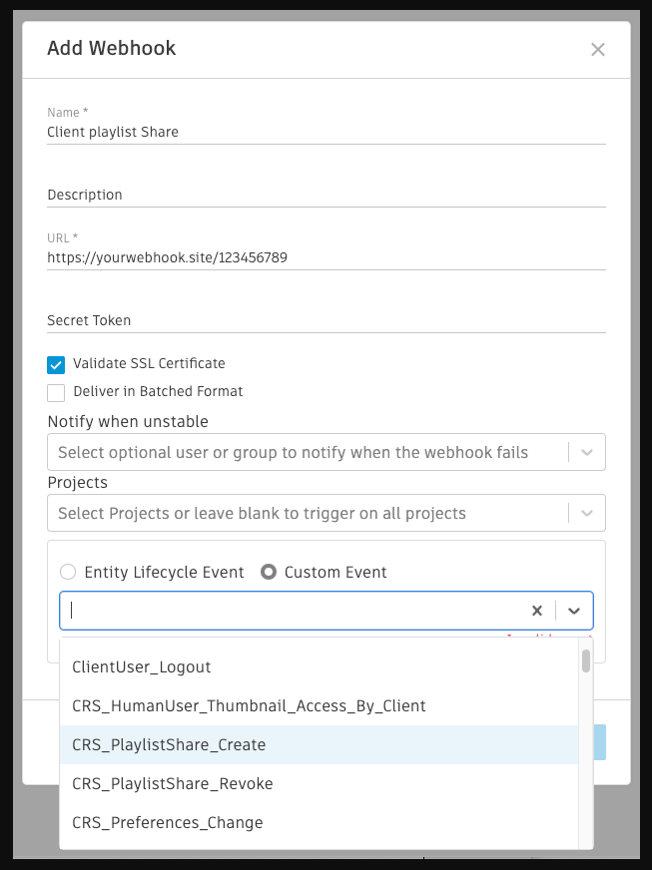 Add Webhook
Name *
Client playlist Share
Description
URL *
https://yourwebhook.site/123456789
Secret Token
Validate SSL Certificate
Deliver in Batched Format
Notify when unstable
Select optional user or group to notify when the webhook fails
Projects
Select Projects or leave blank to trigger on all projects
Entity Lifecycle Event Custom Event
ClientUser_Logout
CRS_HumanUser_Thumbnail_Access_By_Client
CRS_PlaylistShare_Create
CRS_PlaylistShare_Revoke
CRS_Preferences_Change